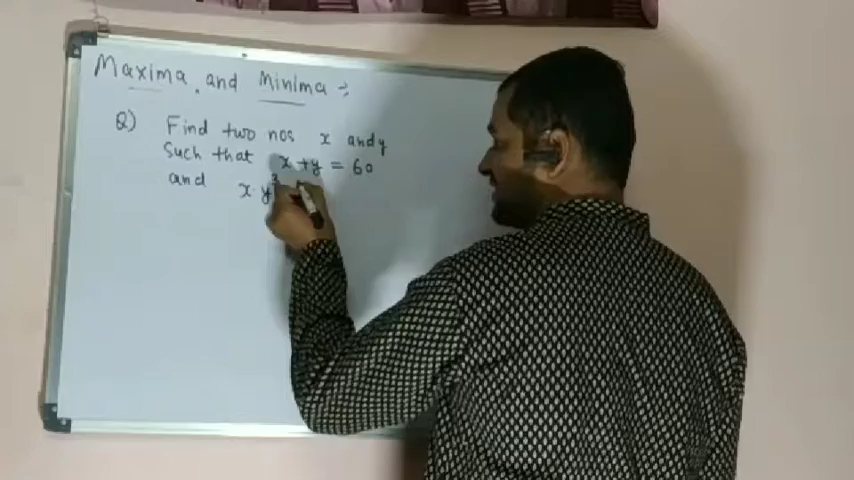 Maxima and Minima :-
Q) Find two nos x and y
Such that x + y = 60
and x. y³